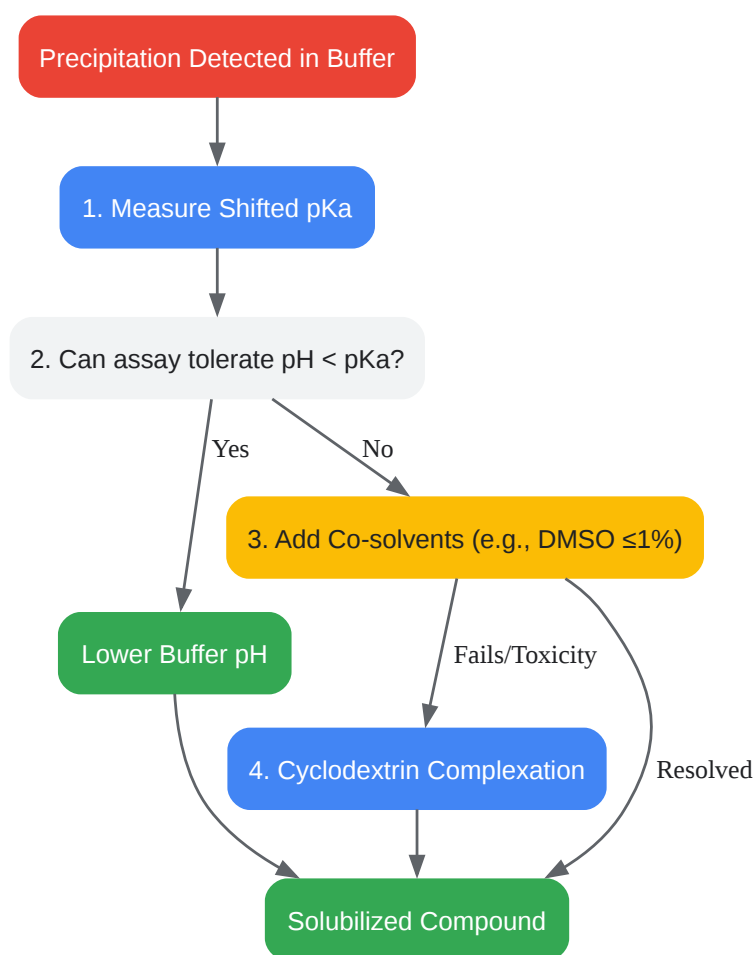 Precipitation Detected in Buffer
1. Measure Shifted pKa
2. Can assay tolerate pH < pKa?
Yes
No
3. Add Co-solvents (e.g., DMSO ≤1%)
Lower Buffer pH
Fails/Toxicity
4. Cyclodextrin Complexation
Resolved
Solubilized Compound